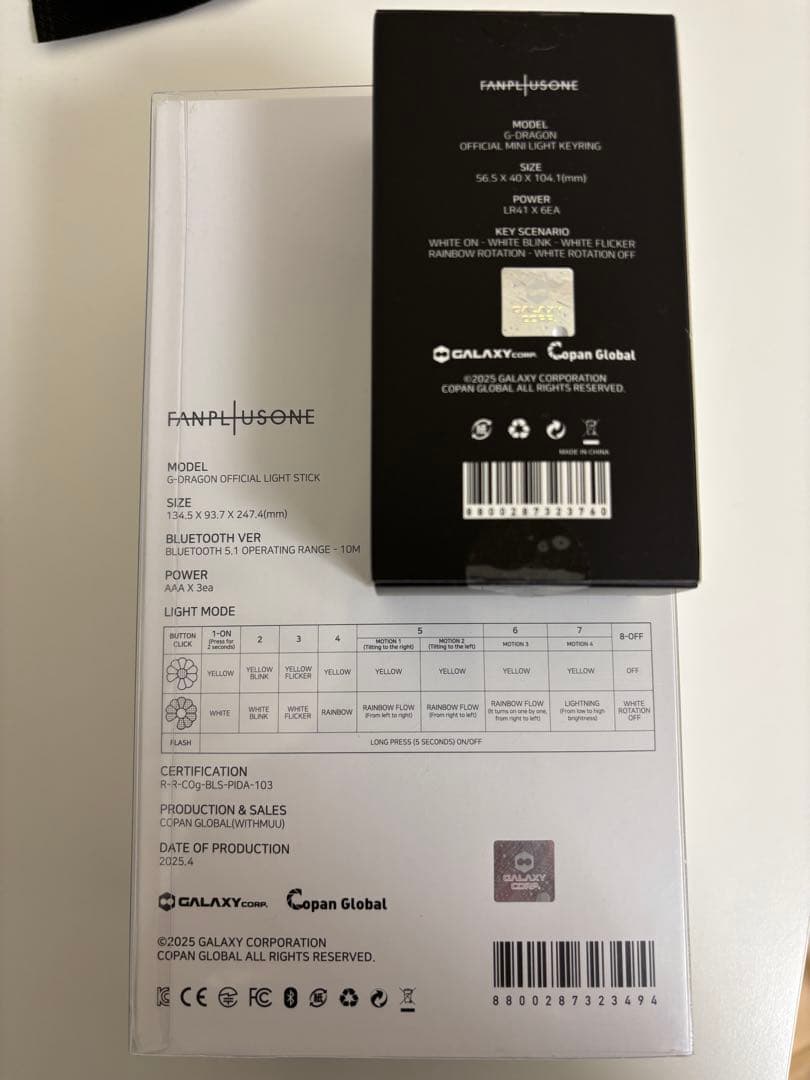 FANPLUSONE
MODEL
G-DRAGON
OFFICIAL MINI LIGHT KEYRING
SIZE
56.5 X 40 X 104.1(mm)
POWER
LR41 X 6EA
KEY SCENARIO
WHITE ON - WHITE BLINK - WHITE FLICKER
RAINBOW ROTATION - WHITE ROTATION OFF
GALAXY
CORP.
GALAXYCORP. Copan Global
©2025 GALAXY CORPORATION
COPAN GLOBAL ALL RIGHTS RESERVED.
MADE IN CHINA
8800287323760
FANPLUSONE
MODEL
G-DRAGON OFFICIAL LIGHT STICK
SIZE
134.5 X 93.7 X 247.4(mm)
BLUETOOTH VER
BLUETOOTH 5.1 OPERATING RANGE - 10M
POWER
AAA X 3ea
LIGHT MODE
BUTTON CLICK 1-ON (Press for 2 seconds) 2 3 4 5 6 7 8-OFF
MOTION 1 (Tilting to the right) MOTION 2 (Tilting to the left) MOTION 3 MOTION 4
YELLOW YELLOW BLINK YELLOW FLICKER YELLOW YELLOW YELLOW YELLOW YELLOW OFF
WHITE WHITE BLINK WHITE FLICKER RAINBOW RAINBOW FLOW (From left to right) RAINBOW FLOW (From right to left) RAINBOW FLOW (It turns on one by one, from right to left) LIGHTNING (From low to high brightness) WHITE ROTATION OFF
FLASH LONG PRESS (5 SECONDS) ON/OFF
CERTIFICATION
R-R-C0g-BLS-PIDA-103
PRODUCTION & SALES
COPAN GLOBAL(WITHMUU)
DATE OF PRODUCTION
2025.4
GALAXY
CORP.
GALAXYCORP. Copan Global
©2025 GALAXY CORPORATION
COPAN GLOBAL ALL RIGHTS RESERVED.
CE FC
8800287323494